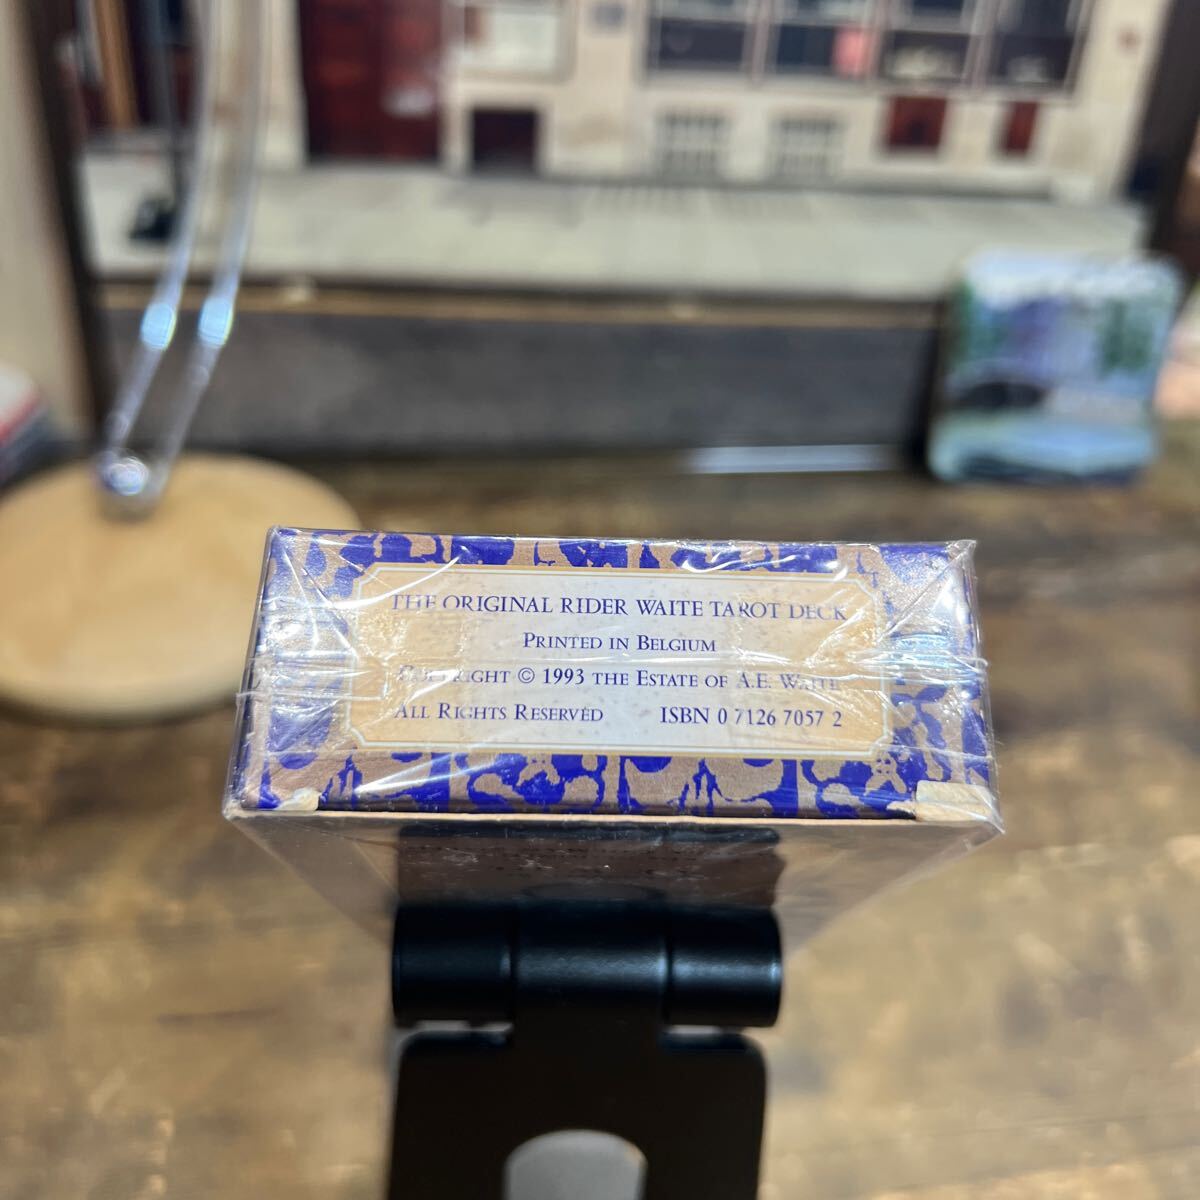 THE ORIGINAL RIDER WAITE TAROT DECK
PRINTED IN BELGIUM
COPYRIGHT © 1993 THE ESTATE OF A.E. WAITE
ALL RIGHTS RESERVED ISBN 0 7126 7057 2